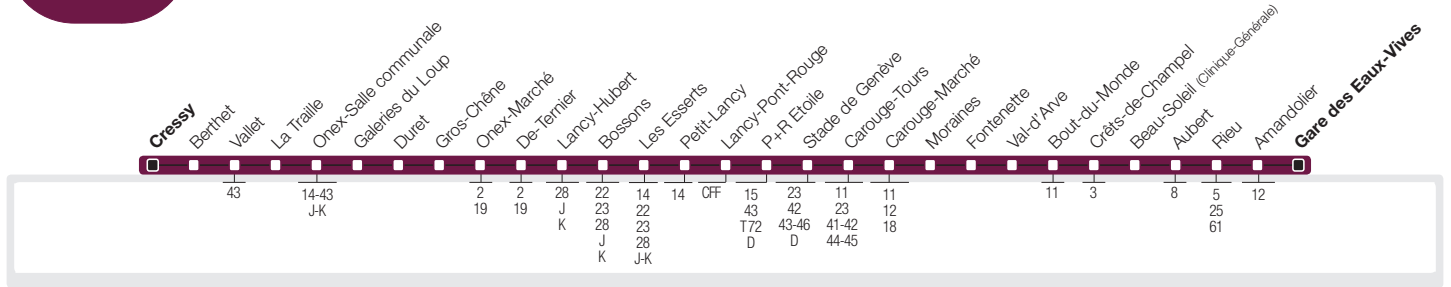 Cressy
Berthet
Vallet
La Traille
Onex-Salle communale
Galeries du Loup
Duret
Gros-Chêne
Onex-Marché
De-Ternier
Lancy-Hubert
Bossons
Les Esserts
Petit-Lancy
Lancy-Pont-Rouge
P+R Etoile
Stade de Genève
Carouge-Tours
Carouge-Marché
Moraines
Fontenette
Val-d'Arve
Bout-du-Monde
Crêts-de-Champel
Beau-Soleil (Clinique-Générale)
Aubert
Rieu
Amandolier
Gare des Eaux-Vives
43
14-43
J-K
2
19
2
19
28
J
K
22
23
28
J
K
14
22
23
28
J-K
14
CFF
15
43
T72
D
23
42
43-46
D
11
23
41-42
44-45
11
12
18
11
3
8
5
25
61
12